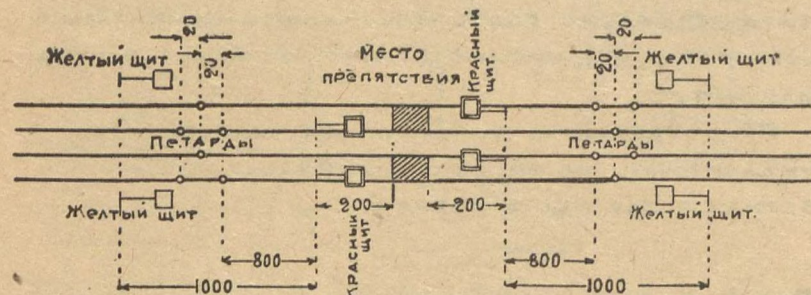 20
20
Желтый щит
20
20
Желтый щит
Место
препятствия
Красный
щит.
Петарды
Петарды
Желтый щит
Желтый щит.
200
200
Красный
щит
800
800
1000
1000